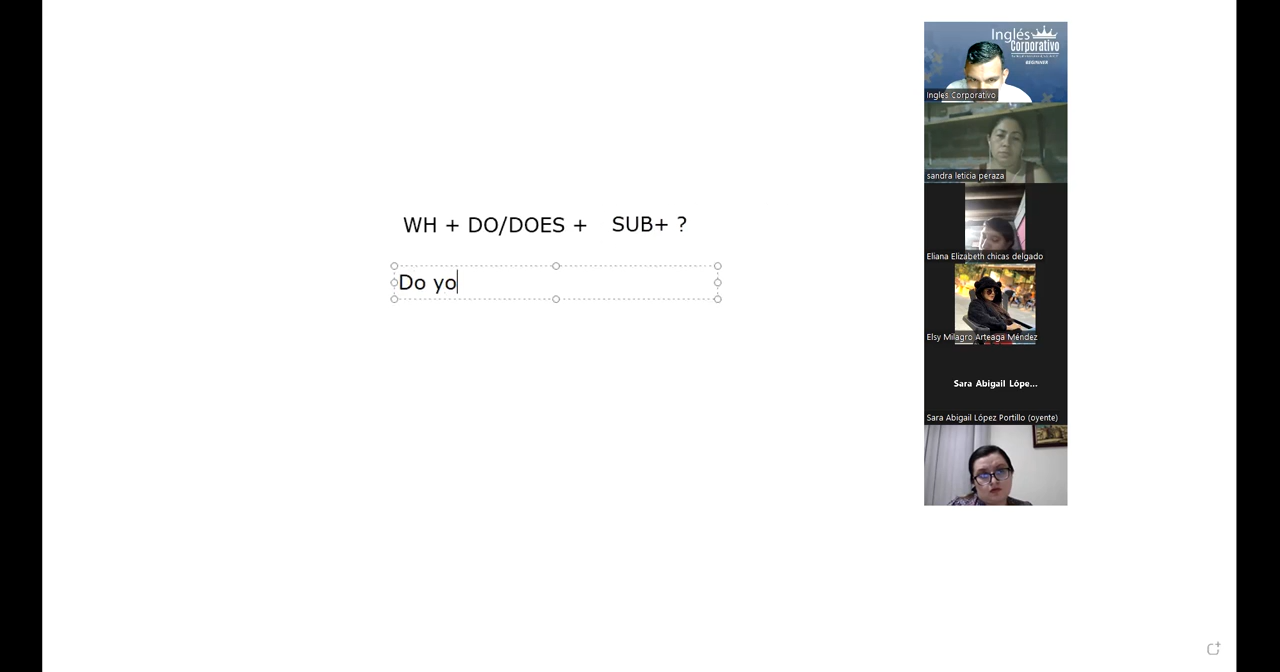 WH + DO/DOES + SUB+ ?
Do yo
Inglés
Corporativo
BEGINNER
Inglés Corporativo
sandra leticia peraza
Eliana Elizabeth chicas delgado
Elsy Milagro Arteaga Méndez
Sara Abigail Lópe...
Sara Abigail López Portillo (oyente)